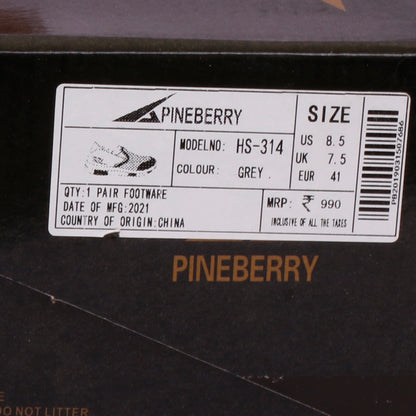 PINEBERRY
SIZE
MODELNO: HS-314
COLOUR: GREY.
US 8.5
UK 7.5
EUR 41
QTY:1 PAIR FOOTWARE
DATE OF MFG:2021
COUNTRY OF ORIGIN:CHINA
MRP: ₹ 990
INCLUSIVE OF ALL THE TAXES
PB2019031507686
PINEBERRY
DO NOT LITTER